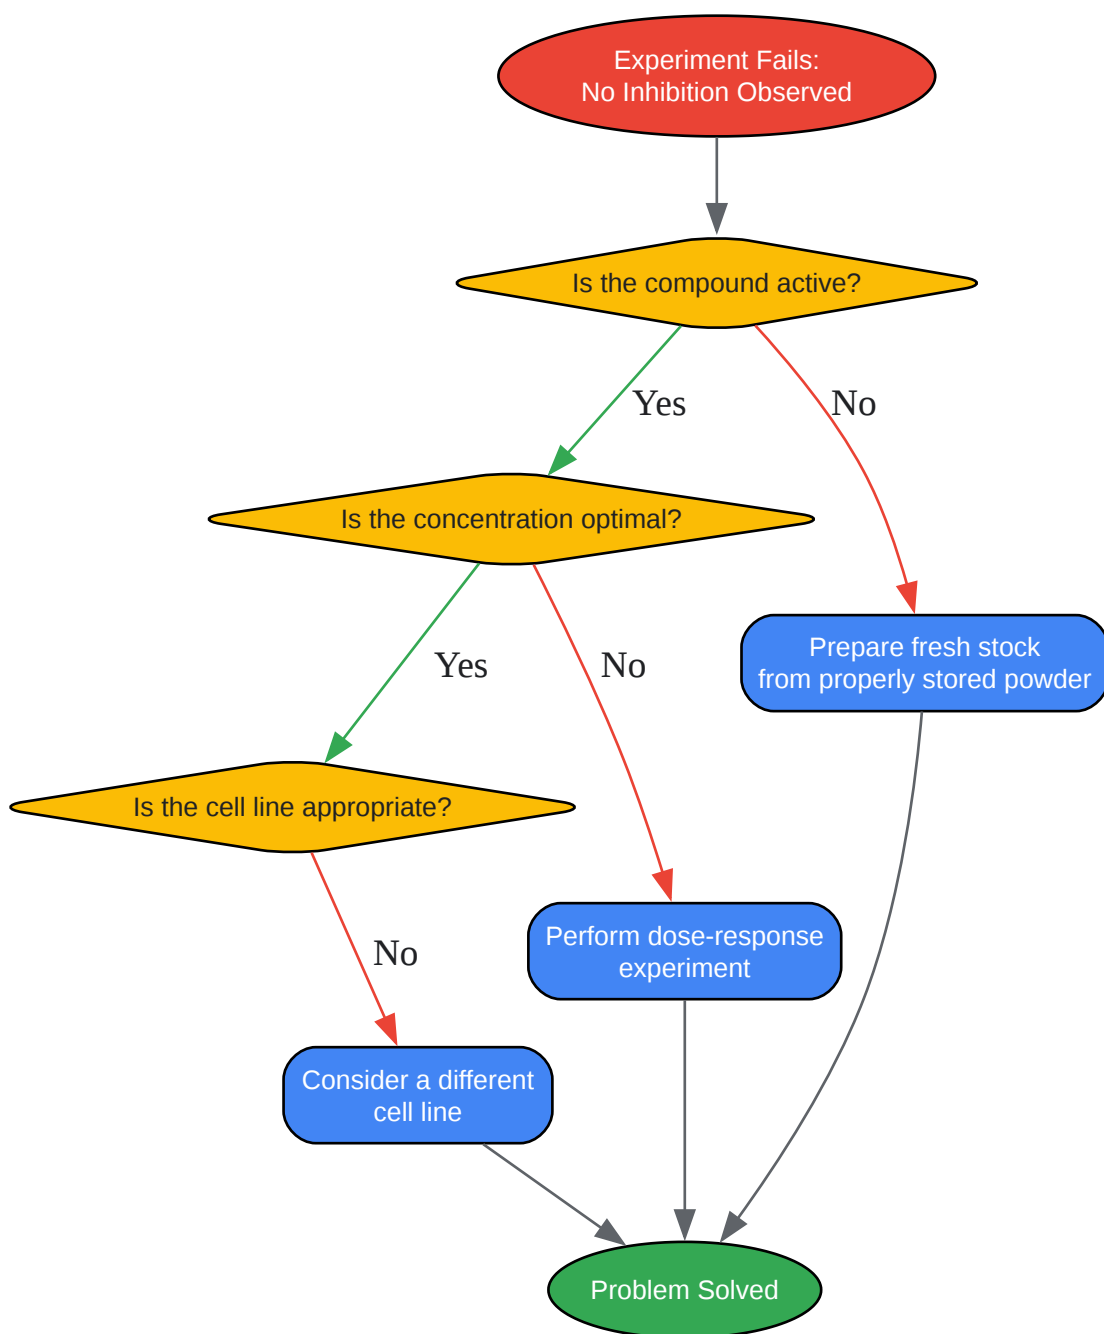 Experiment Fails:
No Inhibition Observed
Is the compound active?
Yes
No
Is the concentration optimal?
Yes
No
Prepare fresh stock
from properly stored powder
Is the cell line appropriate?
No
Perform dose-response
experiment
Consider a different
cell line
Problem Solved